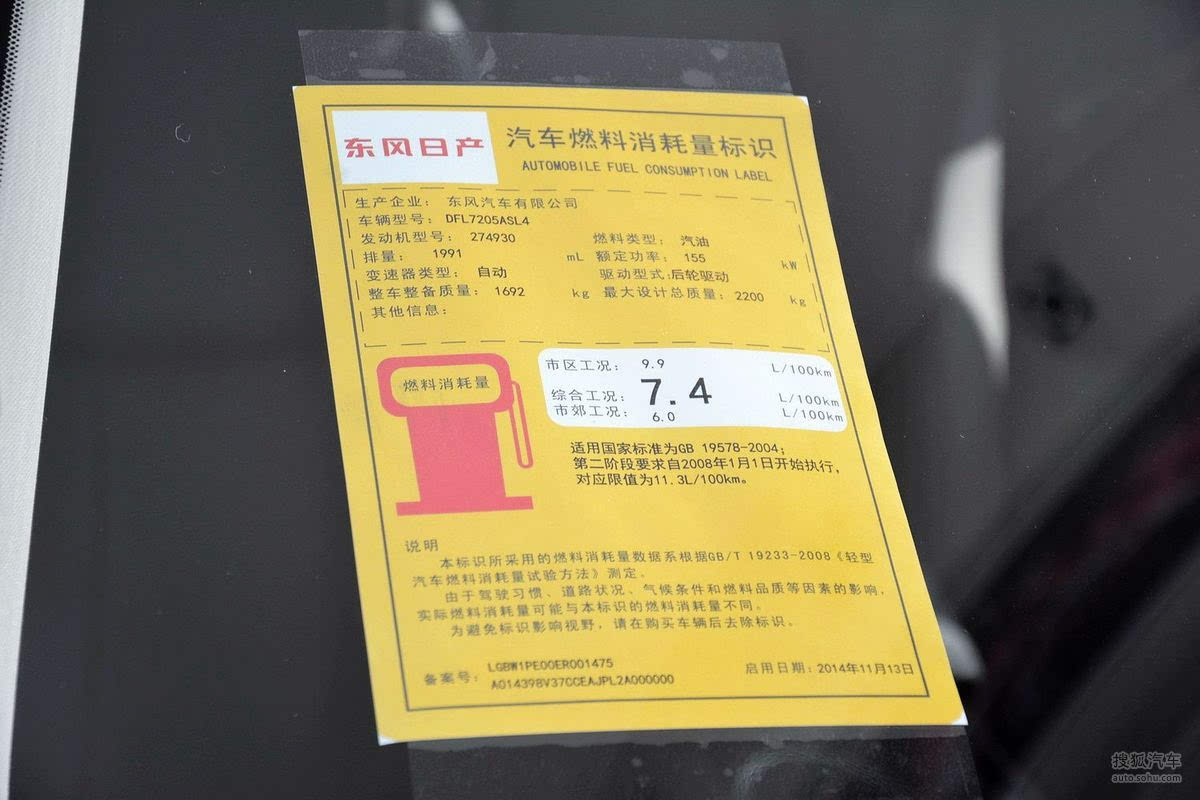 东风日产
汽车燃料消耗量标识
AUTOMOBILE FUEL CONSUMPTION LABEL
生产企业： 东风汽车有限公司
车辆型号： DFL7205ASL4
发动机型号： 274930 燃料类型： 汽油
排量： 1991 mL 额定功率： 155 kW
变速器类型： 自动 驱动型式:后轮驱动
整车整备质量： 1692 kg 最大设计总质量： 2200 kg
其他信息：
燃料消耗量
市区工况： 9.9 L/100km
综合工况： 7.4 L/100km
市郊工况： 6.0 L/100km
适用国家标准为GB 19578-2004；
第二阶段要求自2008年1月1日开始执行，
对应限值为11.3L/100km。
说明
本标识所采用的燃料消耗量数据系根据GB/T 19233-2008《轻型
汽车燃料消耗量试验方法》测定。
由于驾驶习惯、道路状况、气候条件和燃料品质等因素的影响，
实际燃料消耗量可能与本标识的燃料消耗量不同。
为避免标识影响视野，请在购买车辆后去除标识。
备案号： LGBW1PE00ER001475
A014398V37CCEAJPL2A000000
启用日期：2014年11月13日
搜狐汽车
auto.sohu.com